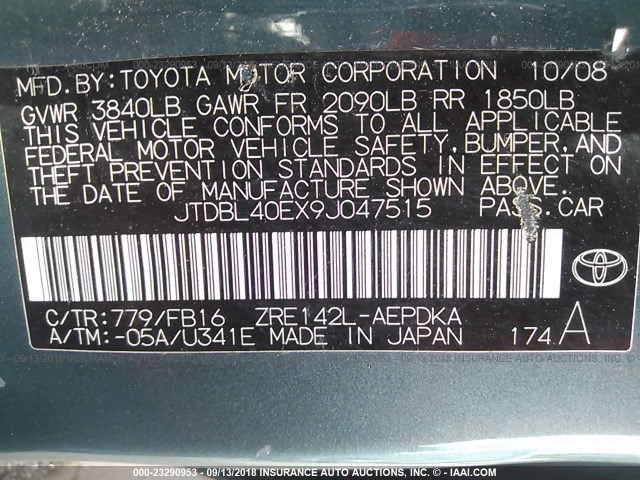 MFD.BY:TOYOTA MOTOR CORPORATION 10/08
GVWR 3840LB GAWR FR 2090LB RR 1850LB
THIS VEHICLE CONFORMS TO ALL APPLICABLE
FEDERAL MOTOR VEHICLE SAFETY,BUMPER,AND
THEFT PREVENTION STANDARDS IN EFFECT ON
THE DATE OF MANUFACTURE SHOWN ABOVE.
JTDBL40EX9J047515 PASS.CAR
C/TR:779/FB16 ZRE142L-AEPDKA
A/TM:-05A/U341E MADE IN JAPAN 174 A
000-23290953 - 09/13/2018 INSURANCE AUTO AUCTIONS INC. - © - IAAI.COM